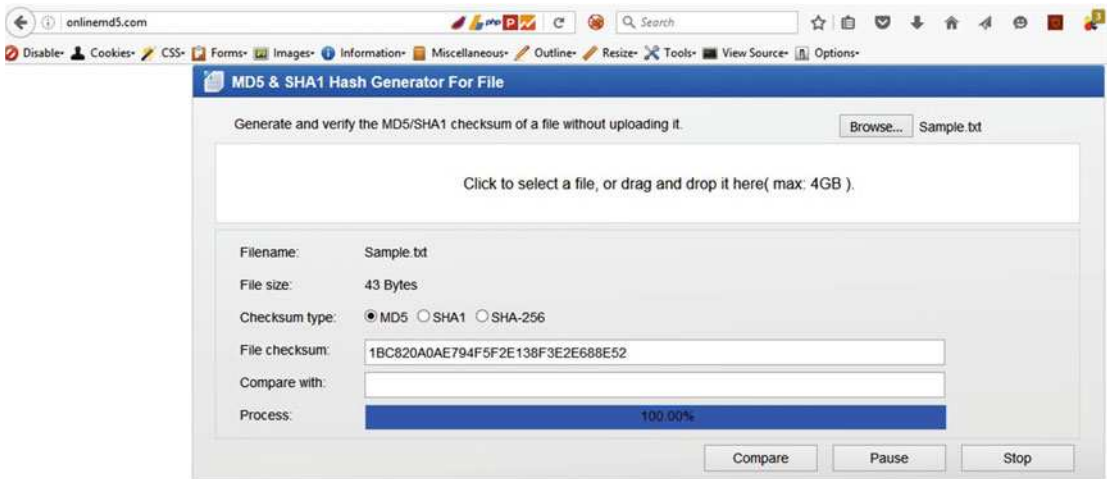 onlinemd5.com
php
Search
3
Disable Cookies CSS Forms Images Information Miscellaneous Outline Resize Tools View Source Options
MD5 & SHA1 Hash Generator For File
Generate and verify the MD5/SHA1 checksum of a file without uploading it.
Browse... Sample.txt
Click to select a file, or drag and drop it here( max: 4GB ).
Filename: Sample.txt
File size: 43 Bytes
Checksum type: MD5 SHA1 SHA-256
File checksum: 1BC820A0AE794F5F2E138F3E2E688E52
Compare with:
Process: 100.00%
Compare Pause Stop